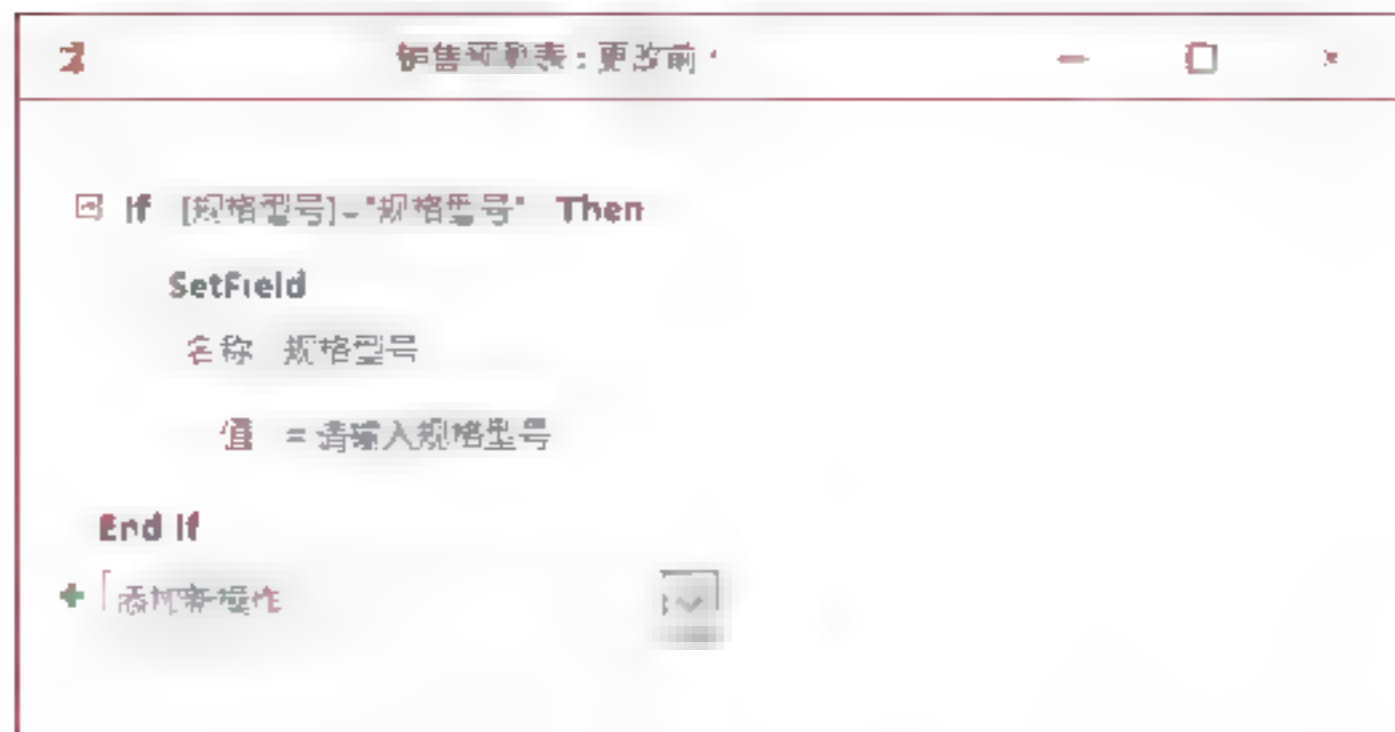 销售预测表:更改前:
If [规格型号]="规格型号" Then
SetField
名称 规格型号
值 = 请输入规格型号
End If
添加新操作